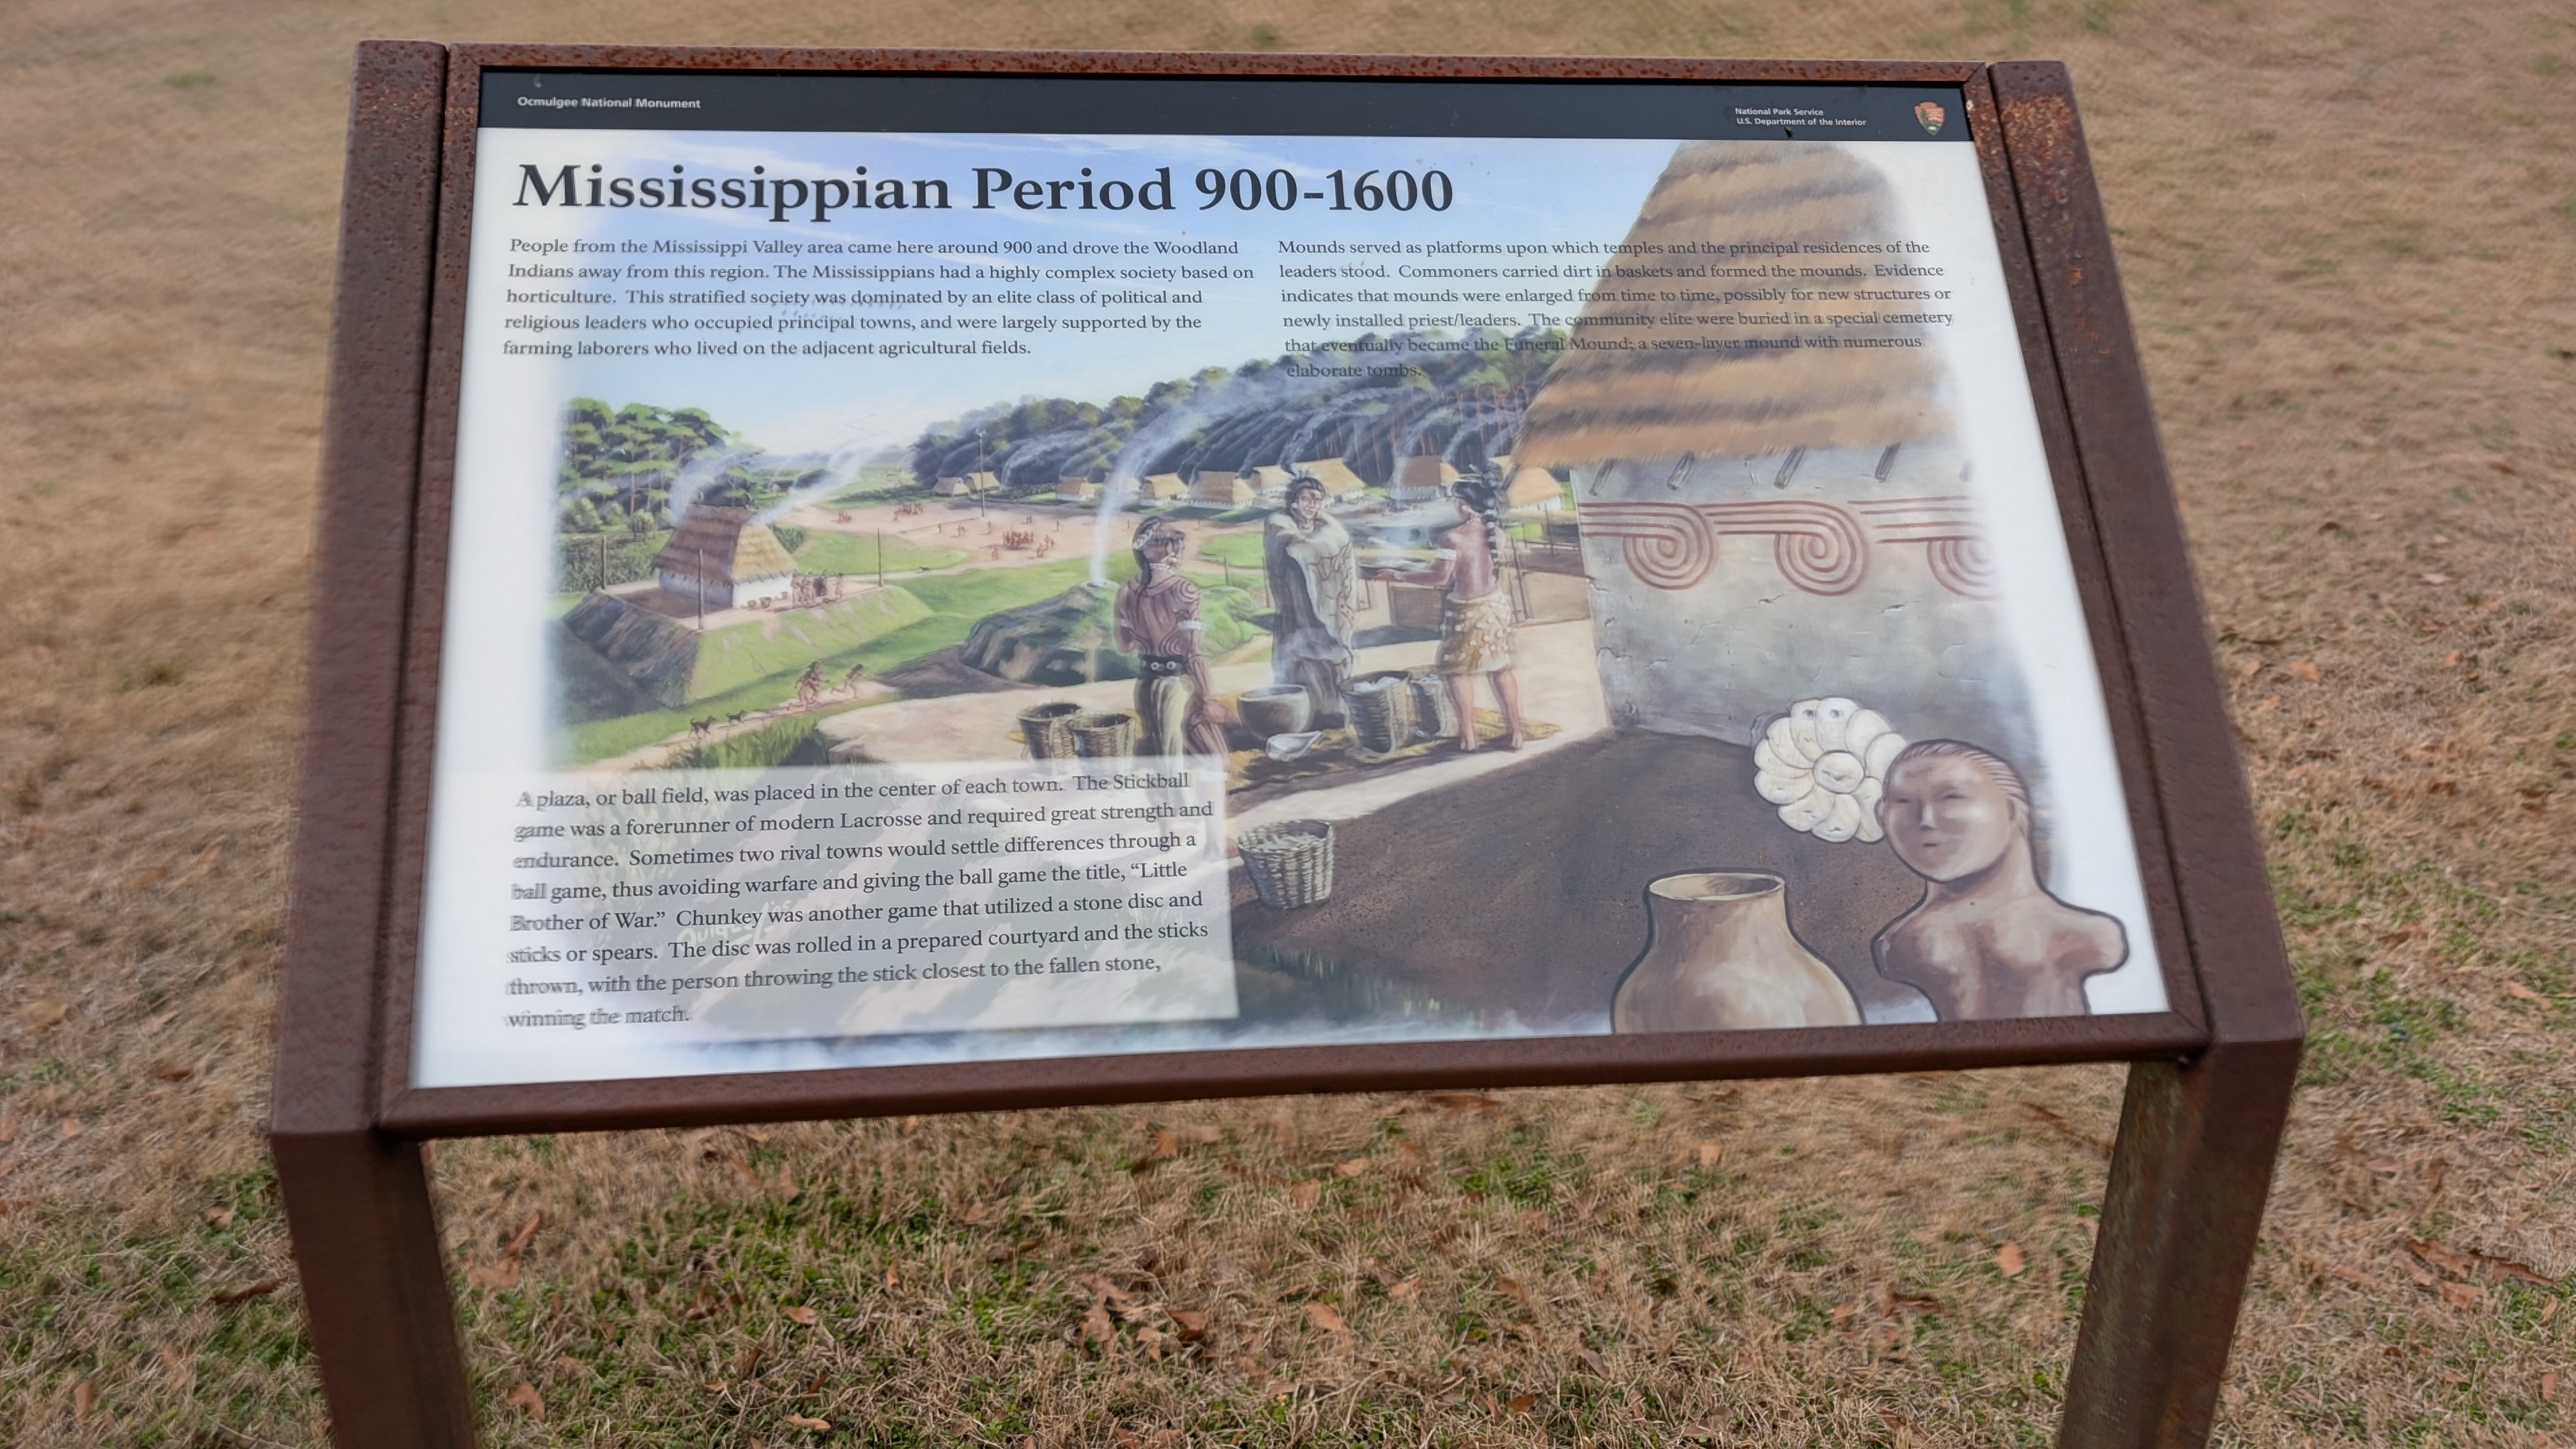 Ocmulgee National Monument
National Park Service
U.S. Department of the Interior
Mississippian Period 900-1600
People from the Mississippi Valley area came here around 900 and drove the Woodland
Indians away from this region. The Mississippians had a highly complex society based on
horticulture. This stratified society was dominated by an elite class of political and
religious leaders who occupied principal towns, and were largely supported by the
farming laborers who lived on the adjacent agricultural fields.
Mounds served as platforms upon which temples and the principal residences of the
leaders stood. Commoners carried dirt in baskets and formed the mounds. Evidence
indicates that mounds were enlarged from time to time, possibly for new structures or
newly installed priest/leaders. The community elite were buried in a special cemetery
that eventually became the Funeral Mound; a seven-layer mound with numerous
elaborate tombs.
A plaza, or ball field, was placed in the center of each town. The Stickball
game was a forerunner of modern Lacrosse and required great strength and
endurance. Sometimes two rival towns would settle differences through a
ball game, thus avoiding warfare and giving the ball game the title, “Little
Brother of War.” Chunkey was another game that utilized a stone disc and
sticks or spears. The disc was rolled in a prepared courtyard and the sticks
thrown, with the person throwing the stick closest to the fallen stone,
winning the match.